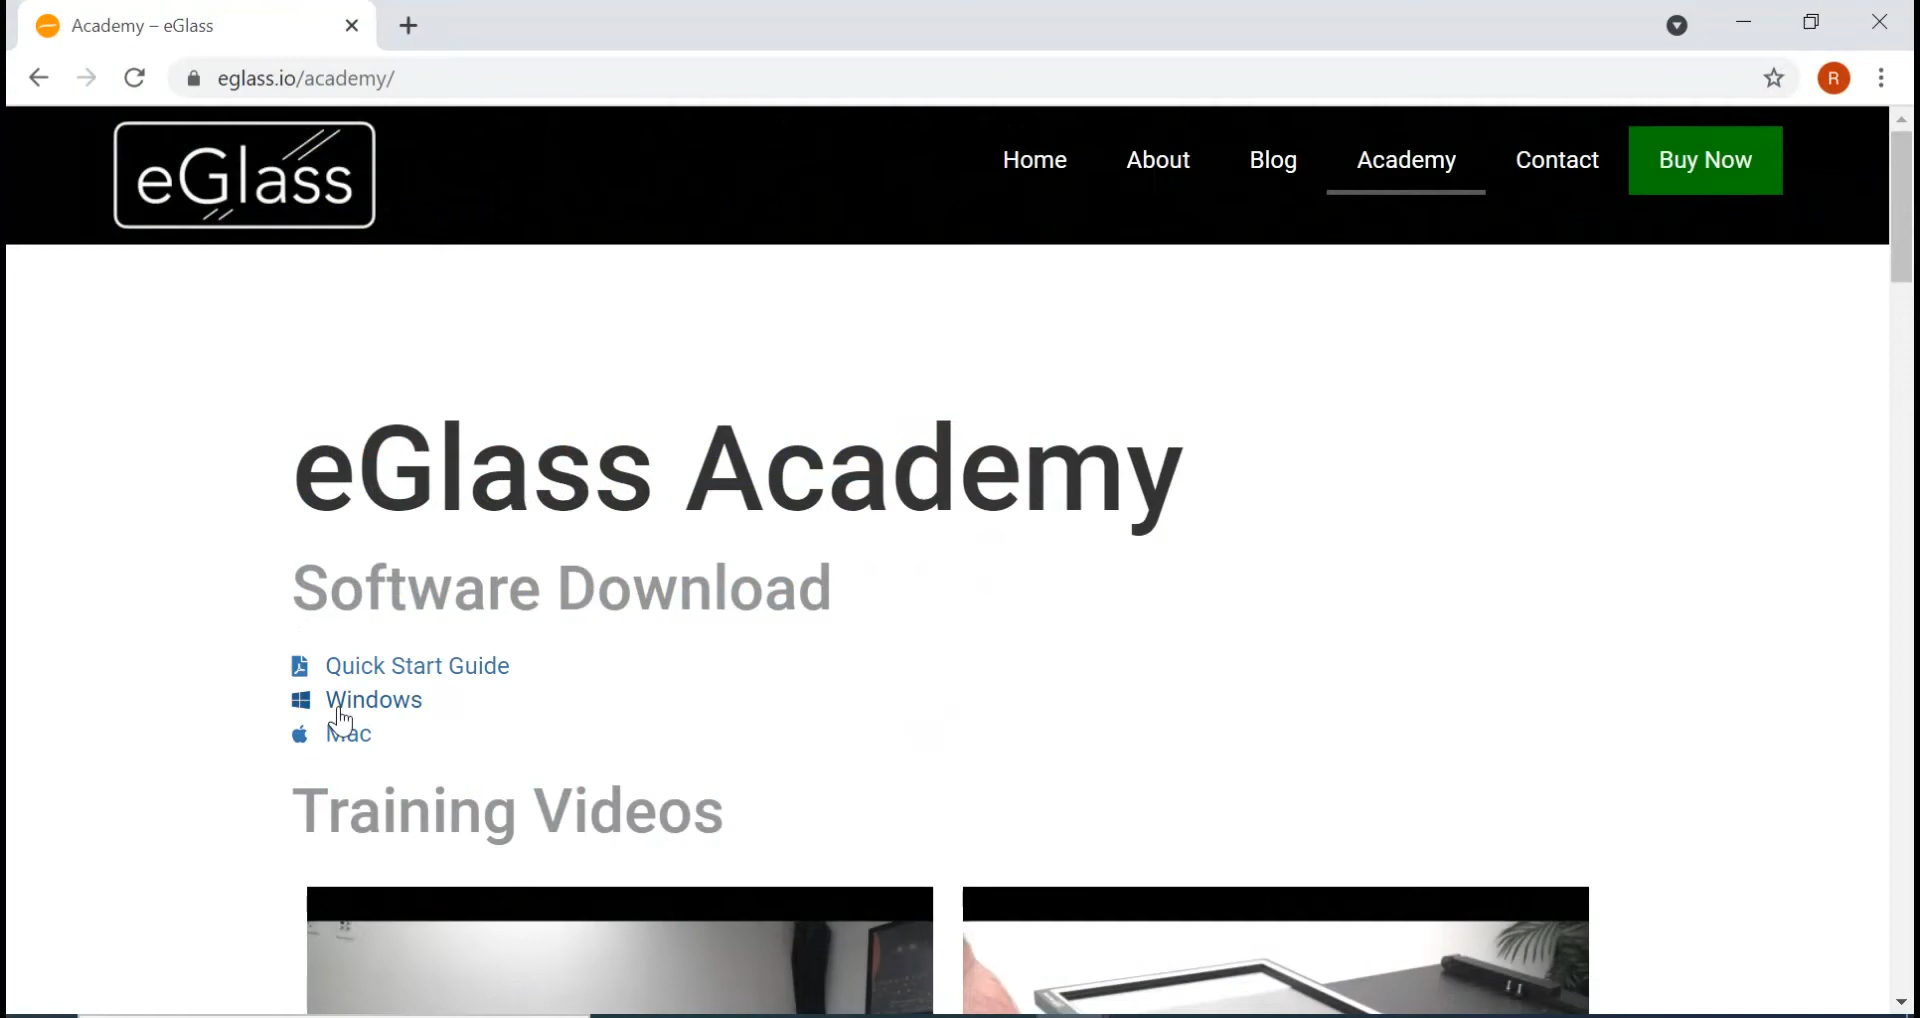 Academy – eGlass
eglass.io/academy/
R
eGlass
Home About Blog Academy Contact Buy Now
eGlass Academy
Software Download
Quick Start Guide
Windows
Mac
Training Videos